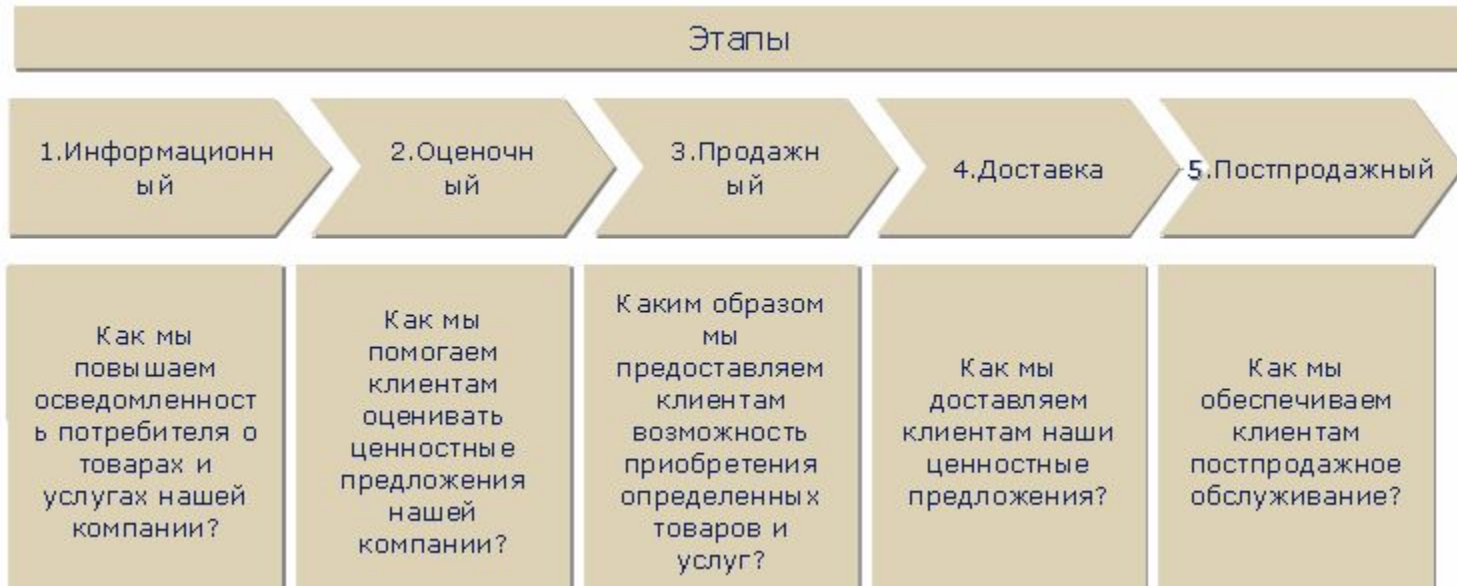 Этапы
1.Информационн
ый
2.Оценочн
ый
3.Продажн
ый
4.Доставка
5.Постпродажный
Как мы
повышаем
осведомленност
ь потребителя о
товарах и
услугах нашей
компании?
Как мы
помогаем
клиентам
оценивать
ценностные
предложения
нашей
компании?
Каким образом
мы
предоставляем
клиентам
возможность
приобретения
определенных
товаров и
услуг?
Как мы
доставляем
клиентам наши
ценностные
предложения?
Как мы
обеспечиваем
клиентам
постпродажное
обслуживание?